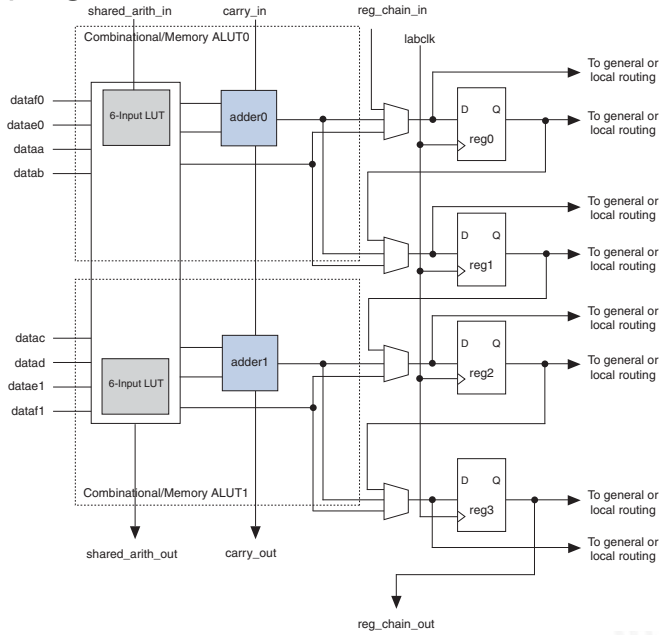 shared_arith_in
carry_in
reg_chain_in
labclk
Combinational/Memory ALUT0
6-Input LUT
adder0
dataf0
datae0
dataa
datab
D Q
reg0
To general or
local routing
To general or
local routing
D Q
reg1
To general or
local routing
To general or
local routing
datac
datad
datae1
dataf1
6-Input LUT
adder1
D Q
reg2
To general or
local routing
To general or
local routing
Combinational/Memory ALUT1
D Q
reg3
To general or
local routing
To general or
local routing
shared_arith_out
carry_out
reg_chain_out